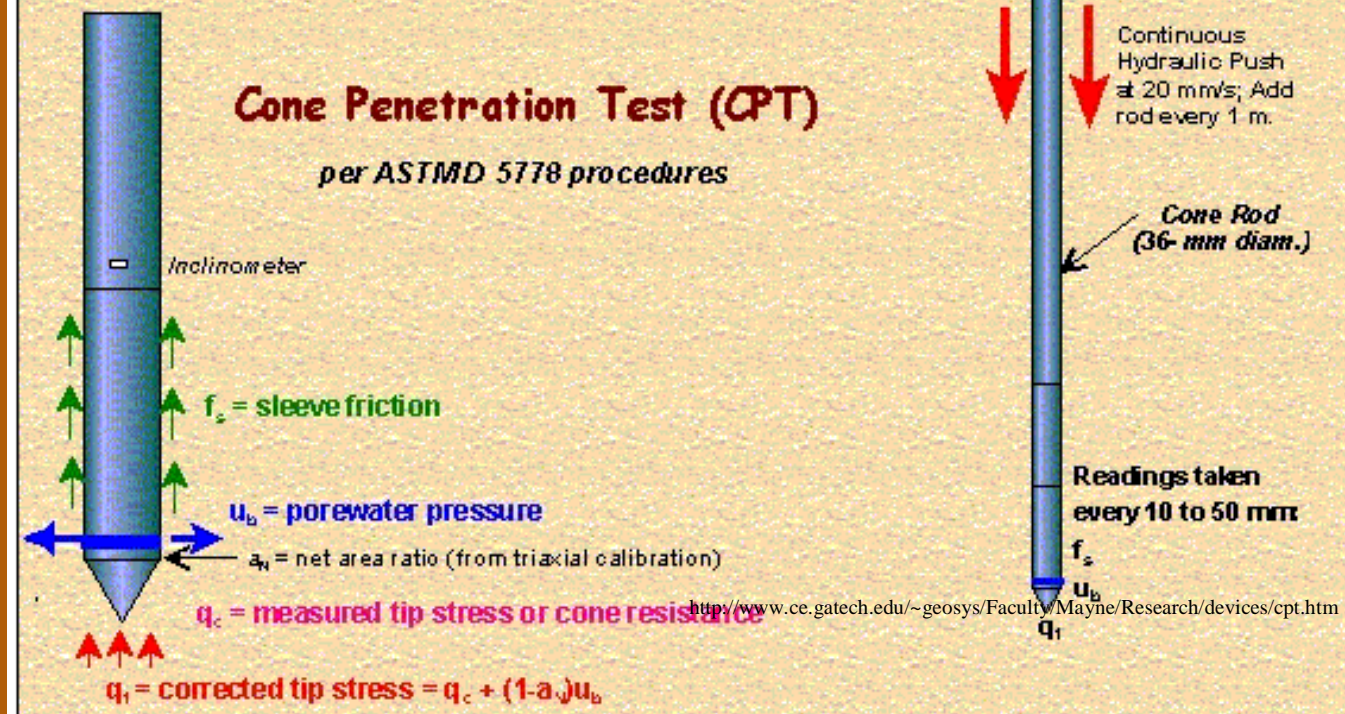 Cone Penetration Test (CPT)
per ASTMD 5778 procedures
Inclinometer
fs = sleeve friction
ub = porewater pressure
aN = net area ratio (from triaxial calibration)
qc = measured tip stress or cone resistance
qt = corrected tip stress = qc + (1-aN)ub
Continuous
Hydraulic Push
at 20 mm/s; Add
rod every 1 m.
Cone Rod
(36- mm diam.)
Readings taken
every 10 to 50 mm:
fs
ub
http://www.ce.gatech.edu/~geosys/Faculty/Mayne/Research/devices/cpt.htm
qt